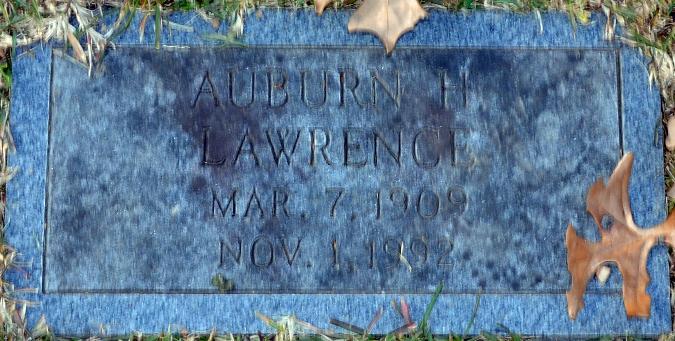 AUBURN H
LAWRENCE
MAR. 7, 1909
NOV. 1, 1992